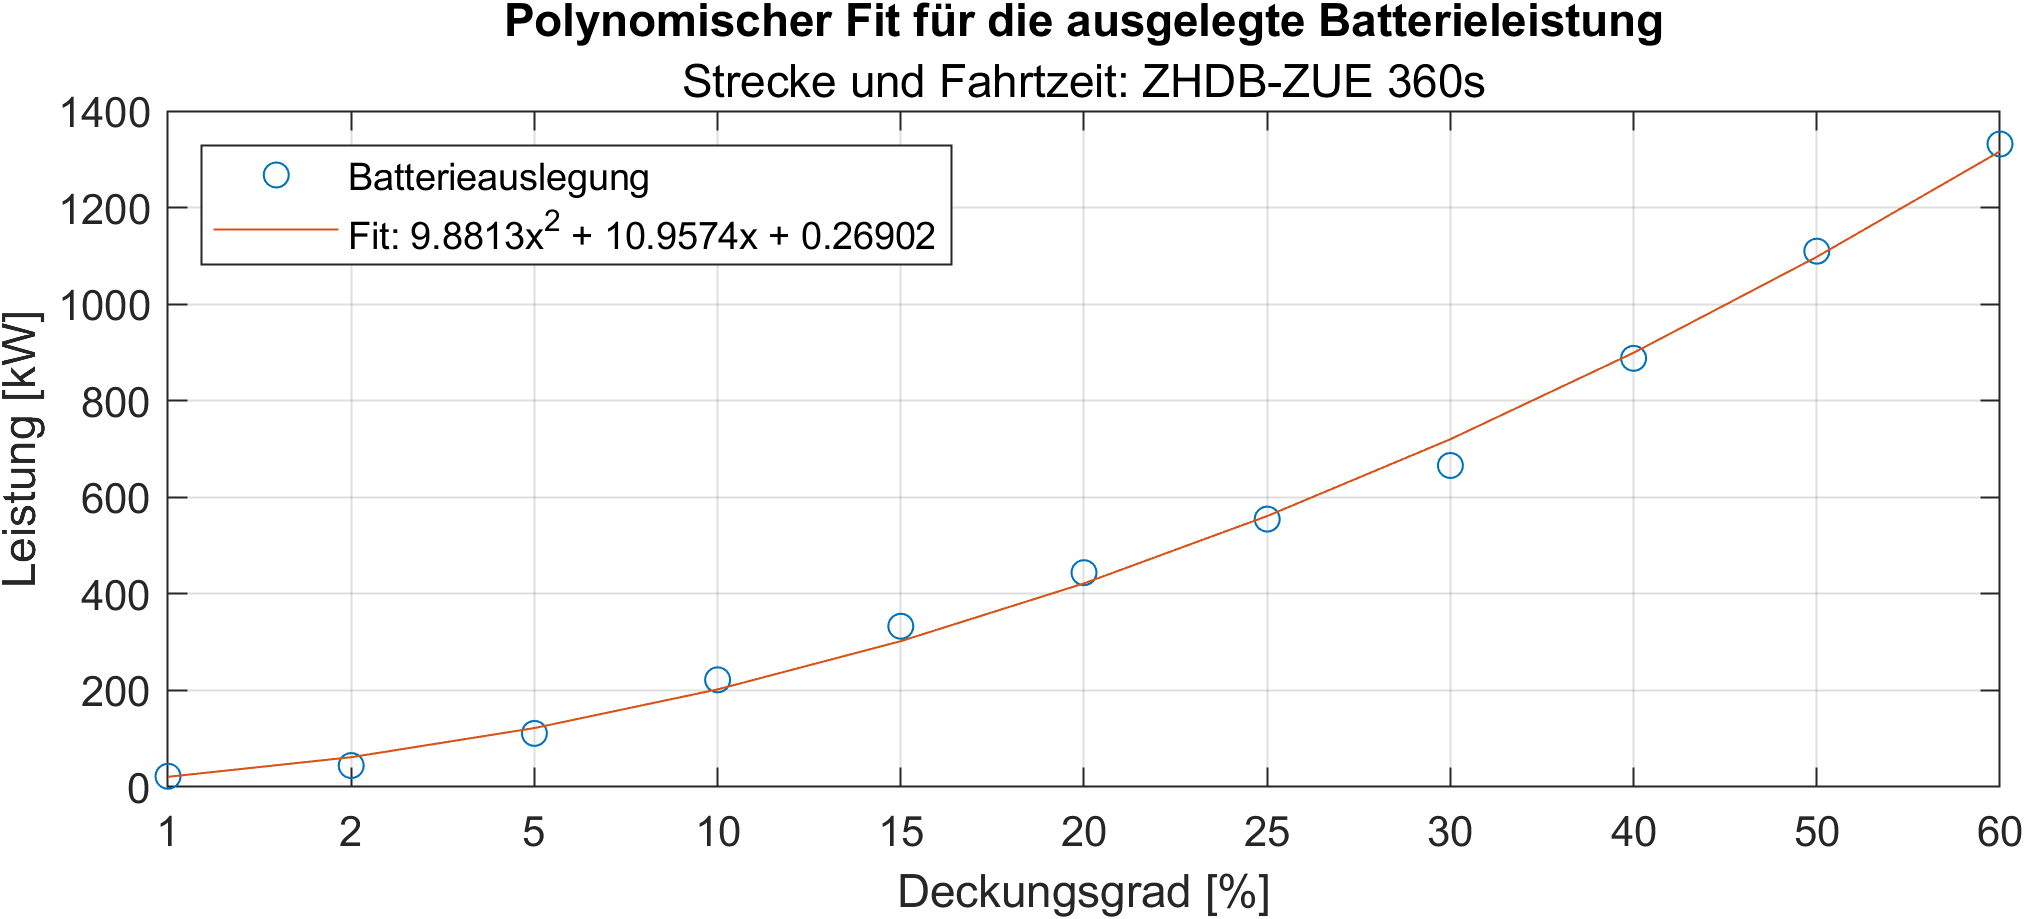 Polynomischer Fit für die ausgelegte Batterieleistung
Strecke und Fahrtzeit: ZHDB-ZUE 360s
Batterieauslegung
Fit: 9.8813x² + 10.9574x + 0.26902
Leistung [kW]
1400
1200
1000
800
600
400
200
0
1 2 5 10 15 20 25 30 40 50 60
Deckungsgrad [%]